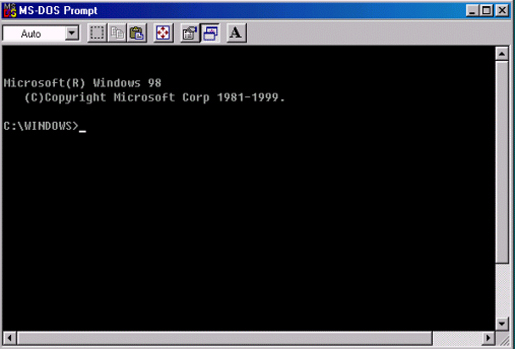 MS-DOS Prompt
Auto
A
Microsoft(R) Windows 98
(C)Copyright Microsoft Corp 1981-1999.
C:\WINDOWS>_